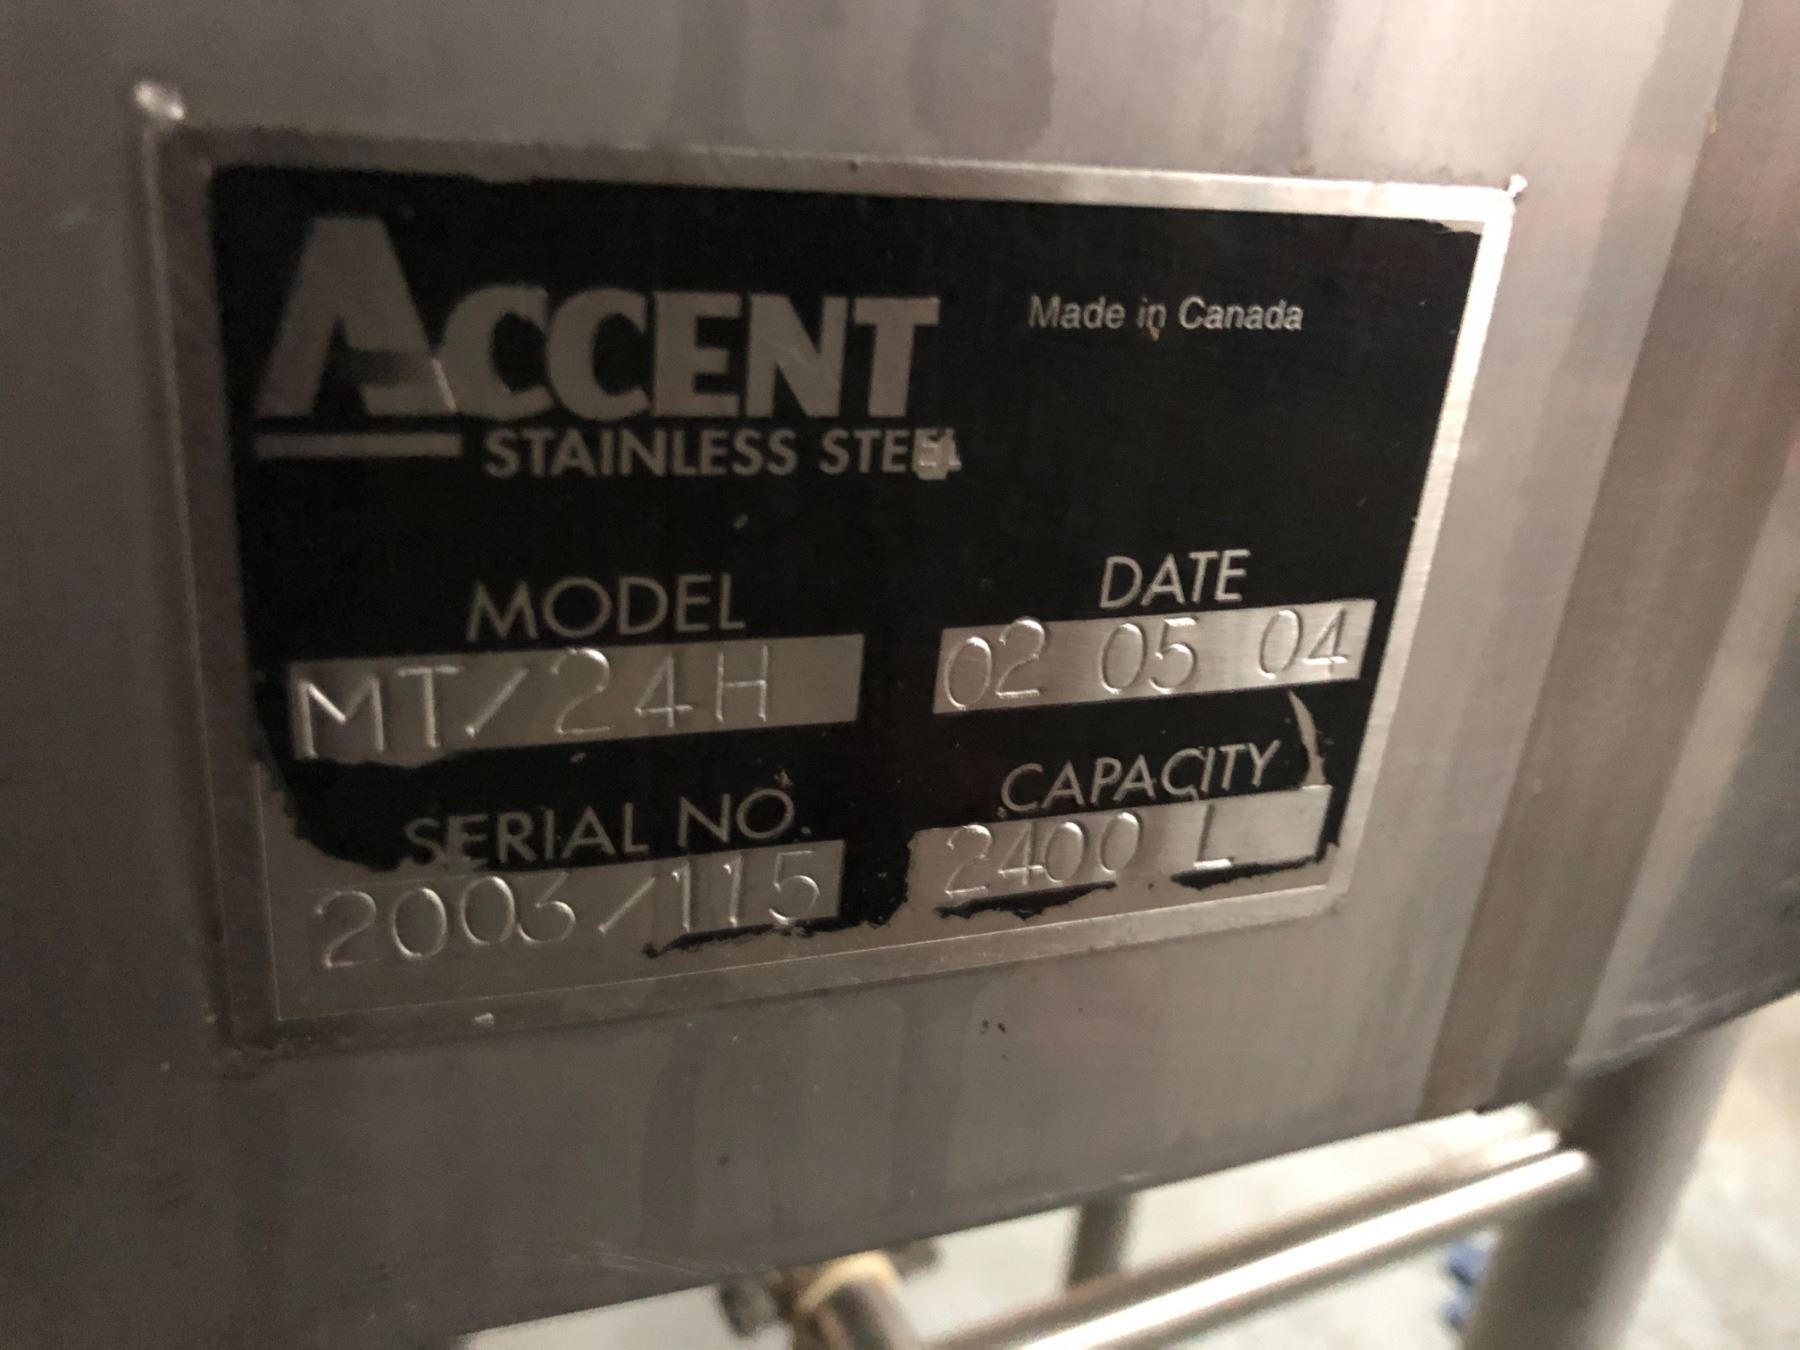 ACCENT
STAINLESS STEEL
Made in Canada
MODEL
MT/24H
DATE
02 05 04
SERIAL NO.
2003/115
CAPACITY
2400 L